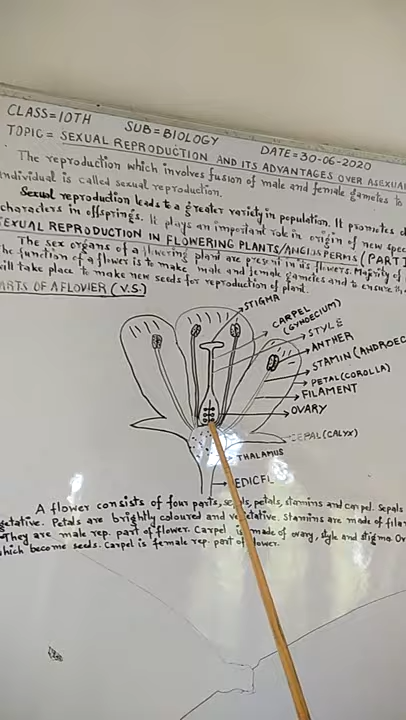 CLASS=10TH SUB=BIOLOGY DATE=30-06-2020
TOPIC= SEXUAL REPRODUCTION AND ITS ADVANTAGES OVER ASEXUAL
The reproduction which involves fusion of male and female gametes to
individual is called sexual reproduction.
Sexual reproduction leads to a greater variety in population. It promotes
characters in offsprings. It plays an important role in origin of new spec
SEXUAL REPRODUCTION IN FLOWERING PLANTS/ANGIOSPERMS (PART I)
The sex organs of a flowering plant are present in its flowers. Majority of
the function of a flower is to make male and female gametes and to ensure
will take place to make new seeds for reproduction of plant.
PARTS OF A FLOWER (V.S.)
STIGMA
CARPEL
(GYNOECIUM)
STYLE
ANTHER
STAMIN (ANDROEC
PETAL (COROLLA)
FILAMENT
OVARY
SEPAL (CALYX)
THALAMUS
PEDICEL
A flower consists of four parts, sepals, petals, stamins and carpel. Sepals
getative. Petals are brightly coloured and vegetative. Stamins are made of fila
They are male rep. part of flower. Carpel is made of ovary, style and stigma. Ov
which become seeds. Carpel is female rep. part of flower.